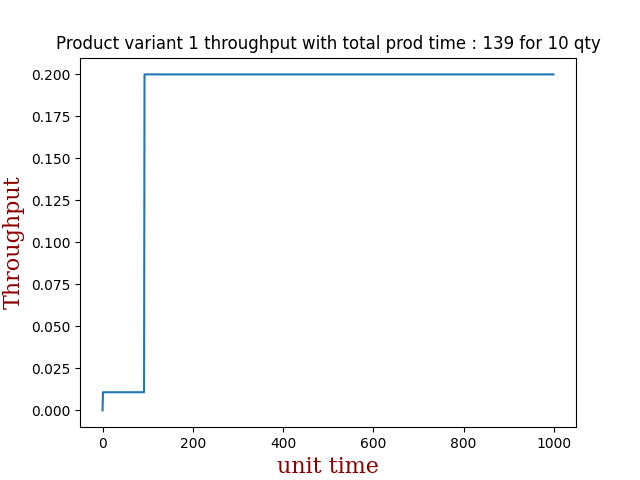 Product variant 1 throughput with total prod time : 139 for 10 qty
0.200
0.175
0.150
0.125
0.100
0.075
0.050
0.025
0.000
Throughput
0 200 400 600 800 1000
unit time